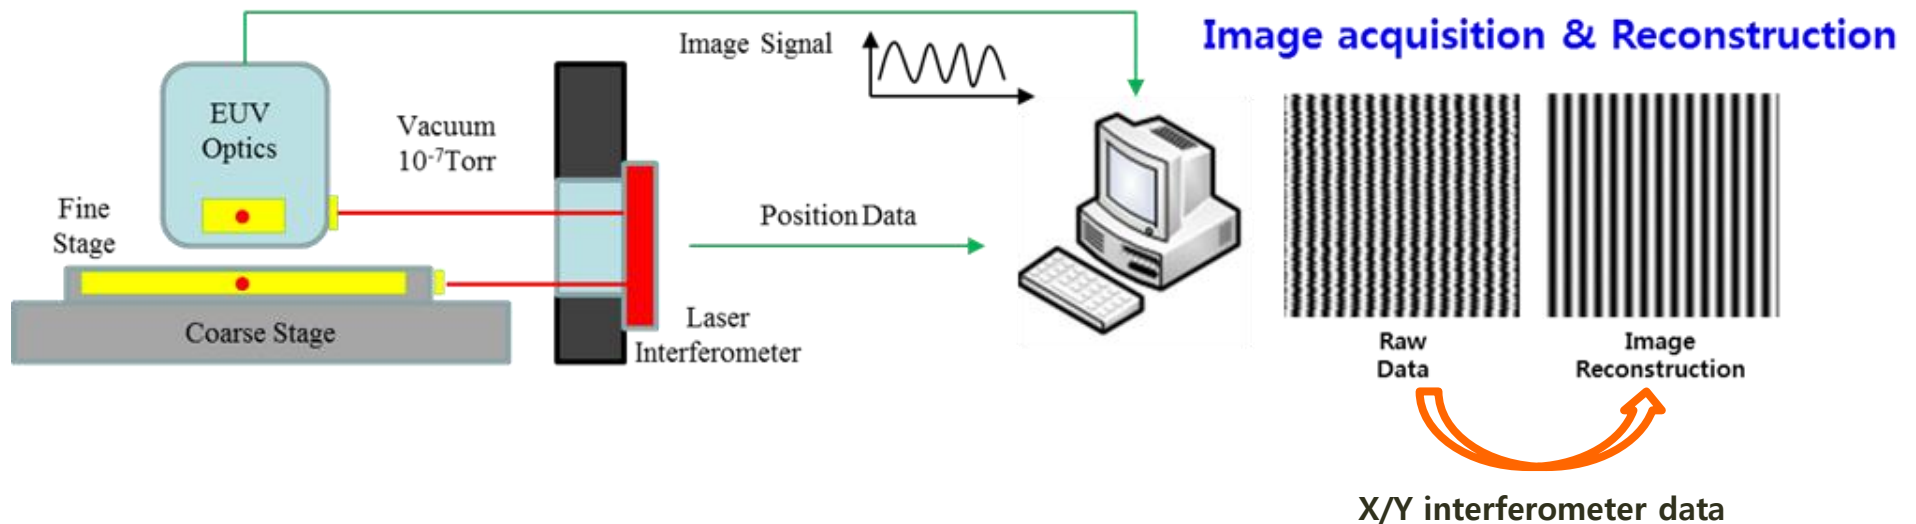 Image Signal
Image acquisition & Reconstruction
EUV
Optics
Vacuum
10⁻⁷Torr
Fine
Stage
Position Data
Coarse Stage
Laser
Interferometer
Raw
Data
Image
Reconstruction
X/Y interferometer data